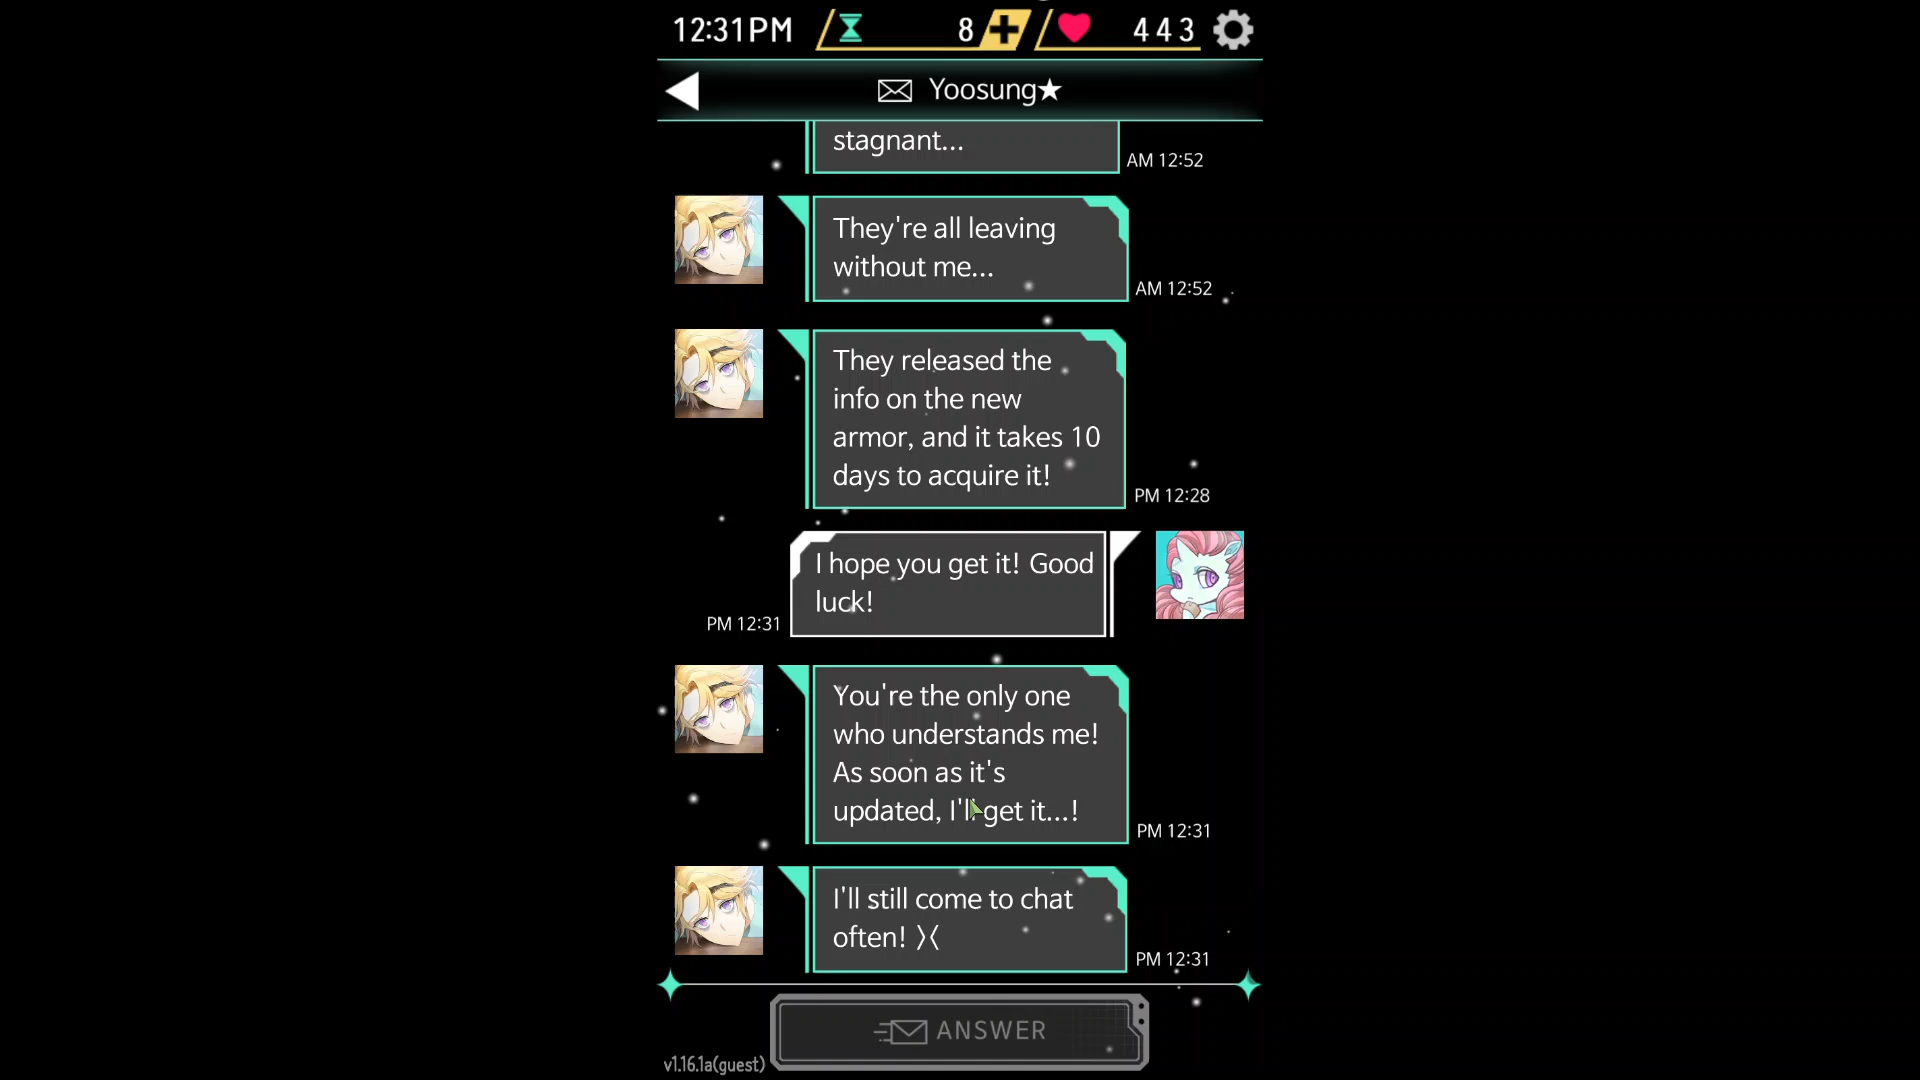 12:31PM 8 443
Yoosung★
stagnant...
AM 12:52
They're all leaving
without me...
AM 12:52
They released the
info on the new
armor, and it takes 10
days to acquire it!
PM 12:28
I hope you get it! Good
luck!
PM 12:31
You're the only one
who understands me!
As soon as it's
updated, I'll get it...!
PM 12:31
I'll still come to chat
often! >.<
PM 12:31
ANSWER
v1.16.1a(guest)